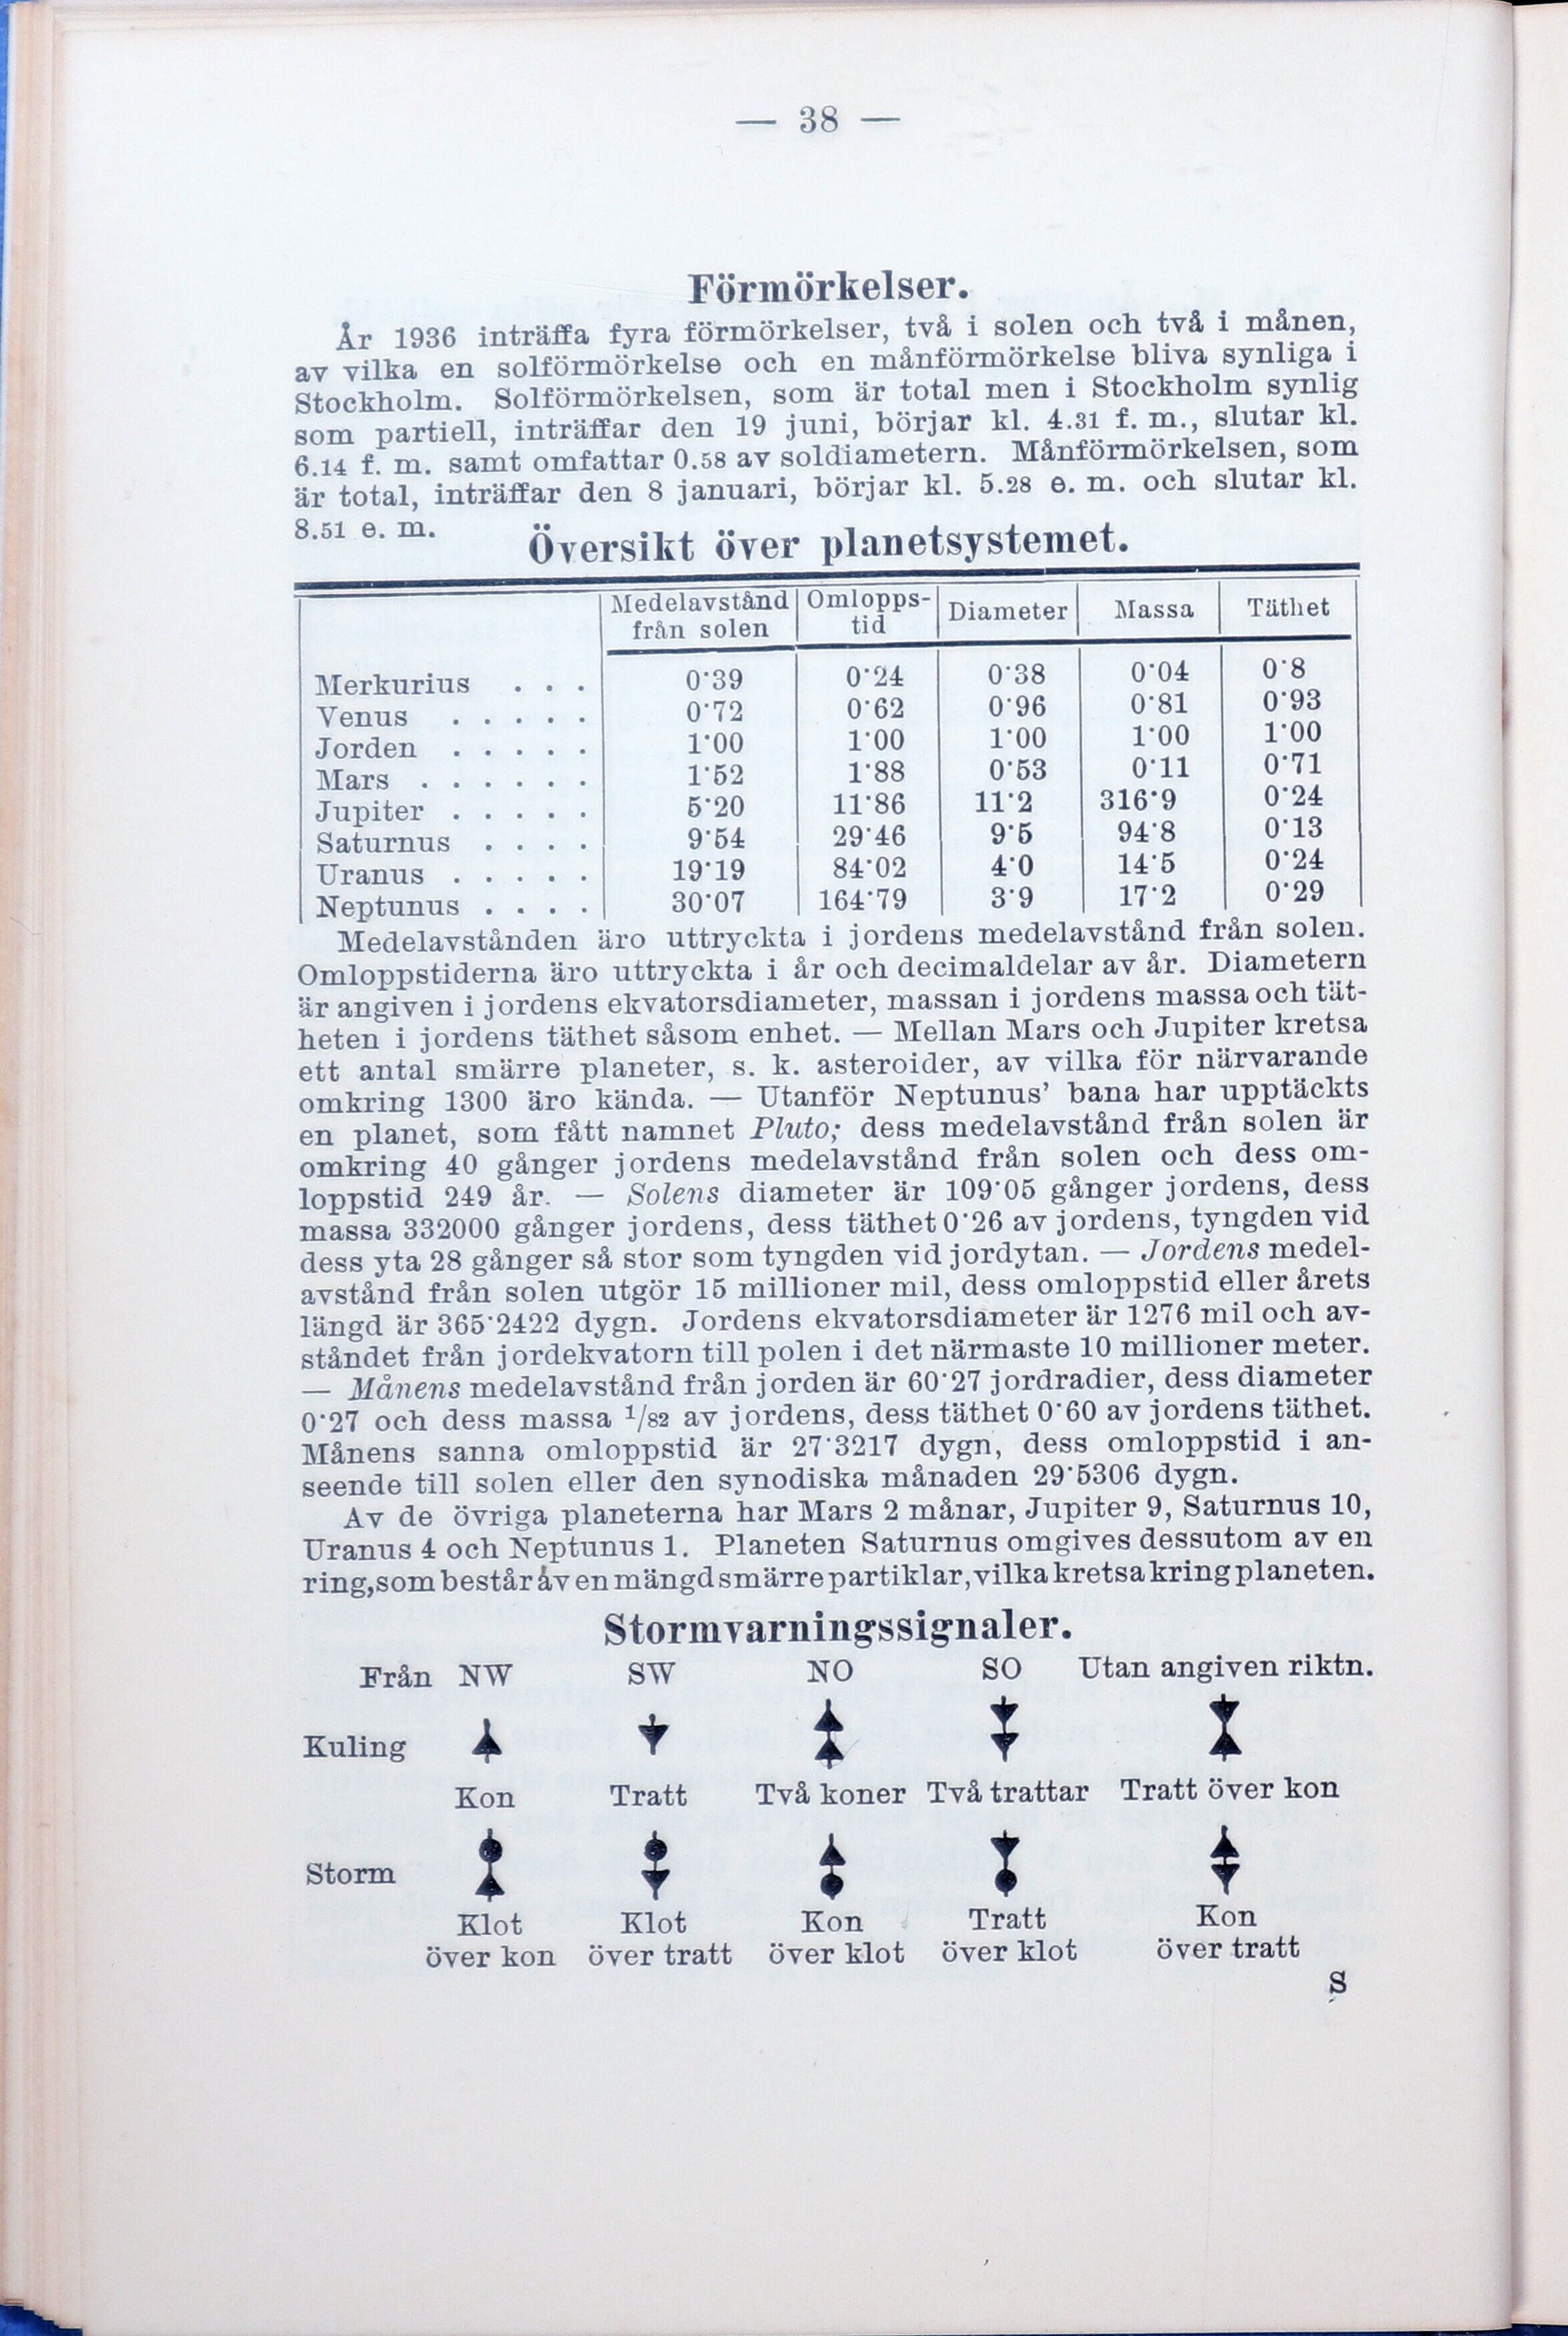 — 38 —
Förmörkelser.
År 1936 inträffa fyra förmörkelser, två i solen och två i månen,
av vilka en solförmörkelse och en månförmörkelse bliva synliga i
Stockholm. Solförmörkelsen, som är total men i Stockholm synlig
som partiell, inträffar den 19 juni, börjar kl. 4.31 f. m., slutar kl.
6.14 f. m. samt omfattar 0.58 av soldiametern. Månförmörkelsen, som
är total, inträffar den 8 januari, börjar kl. 5.28 e. m. och slutar kl.
8.51 e. m.
Översikt över planetsystemet.
Medelavstånd från solen Omlopps-tid Diameter Massa Täthet
Merkurius . . . 0·39 0·24 0·38 0·04 0·8
Venus . . . . . 0·72 0·62 0·96 0·81 0·93
Jorden . . . . . 1·00 1·00 1·00 1·00 1·00
Mars . . . . . . 1·52 1·88 0·53 0·11 0·71
Jupiter . . . . . 5·20 11·86 11·2 316·9 0·24
Saturnus . . . . 9·54 29·46 9·5 94·8 0·13
Uranus . . . . . 19·19 84·02 4·0 14·5 0·24
Neptunus . . . . 30·07 164·79 3·9 17·2 0·29
Medelavstånden äro uttryckta i jordens medelavstånd från solen.
Omloppstiderna äro uttryckta i år och decimaldelar av år. Diametern
är angiven i jordens ekvatorsdiameter, massan i jordens massa och tät-
heten i jordens täthet såsom enhet. — Mellan Mars och Jupiter kretsa
ett antal smärre planeter, s. k. asteroider, av vilka för närvarande
omkring 1300 äro kända. — Utanför Neptunus' bana har upptäckts
en planet, som fått namnet Pluto; dess medelavstånd från solen är
omkring 40 gånger jordens medelavstånd från solen och dess om-
loppstid 249 år. — Solens diameter är 109·05 gånger jordens, dess
massa 332000 gånger jordens, dess täthet 0·26 av jordens, tyngden vid
dess yta 28 gånger så stor som tyngden vid jordytan. — Jordens medel-
avstånd från solen utgör 15 millioner mil, dess omloppstid eller årets
längd är 365·2422 dygn. Jordens ekvatorsdiameter är 1276 mil och av-
ståndet från jordekvatorn till polen i det närmaste 10 millioner meter.
— Månens medelavstånd från jorden är 60·27 jordradier, dess diameter
0·27 och dess massa 1/82 av jordens, dess täthet 0·60 av jordens täthet.
Månens sanna omloppstid är 27·3217 dygn, dess omloppstid i an-
seende till solen eller den synodiska månaden 29·5306 dygn.
Av de övriga planeterna har Mars 2 månar, Jupiter 9, Saturnus 10,
Uranus 4 och Neptunus 1. Planeten Saturnus omgives dessutom av en
ring, som består av en mängd smärre partiklar, vilka kretsa kring planeten.
Stormvarningssignaler.
Från NW SW NO SO Utan angiven riktn.
Kuling
Kon Tratt Två koner Två trattar Tratt över kon
Storm
Klot Klot Kon Tratt Kon
över kon över tratt över klot över klot över tratt
S